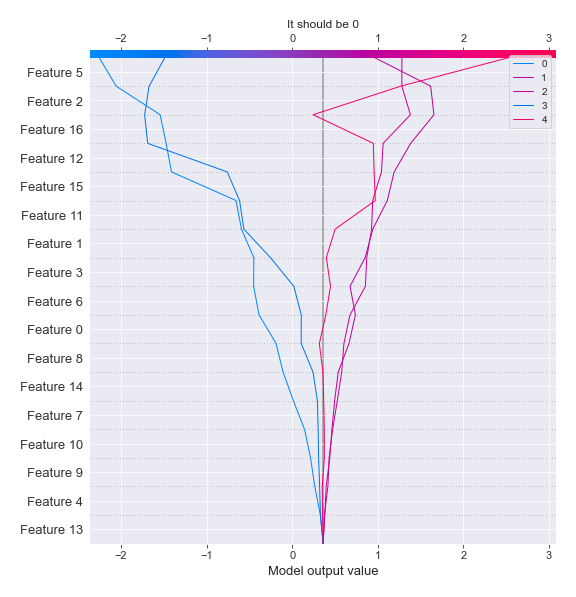 It should be 0
−2 −1 0 1 2 3
0
1
2
3
4
Feature 5
Feature 2
Feature 16
Feature 12
Feature 15
Feature 11
Feature 1
Feature 3
Feature 6
Feature 0
Feature 8
Feature 14
Feature 7
Feature 10
Feature 9
Feature 4
Feature 13
−2 −1 0 1 2 3
Model output value